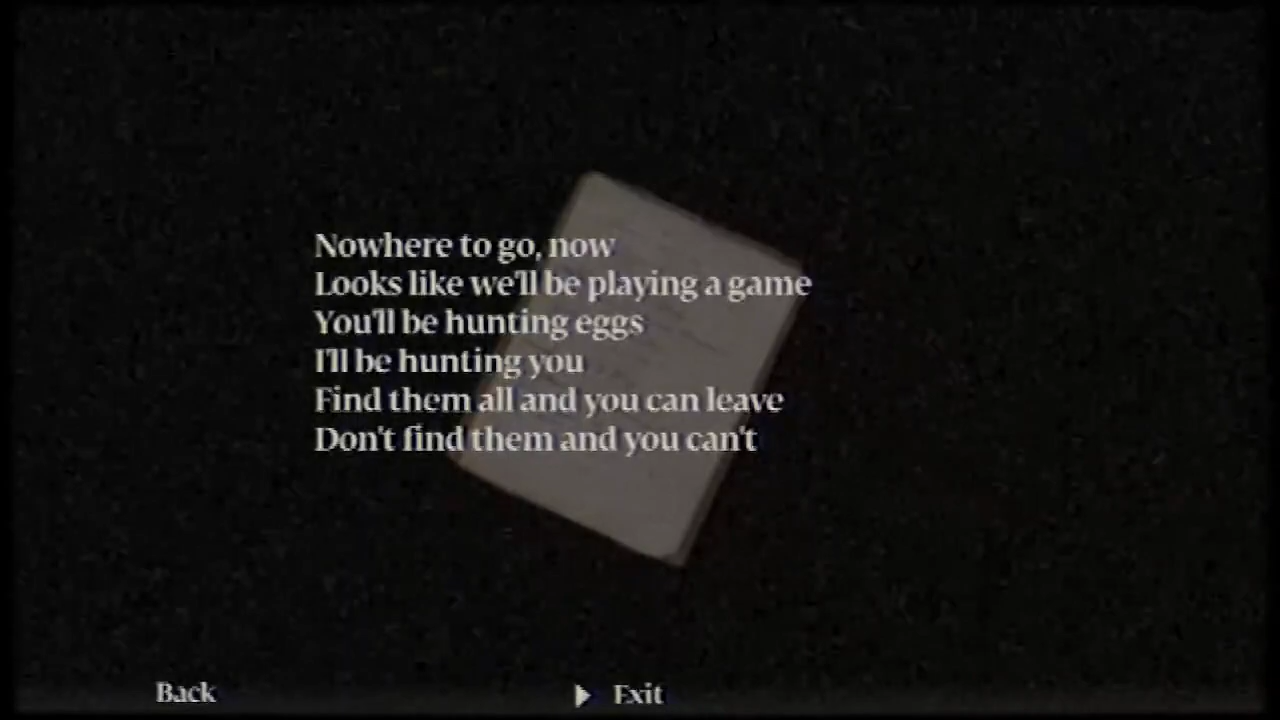 Nowhere to go, now
Looks like we'll be playing a game
You'll be hunting eggs
I'll be hunting you
Find them all and you can leave
Don't find them and you can't
Back
Exit